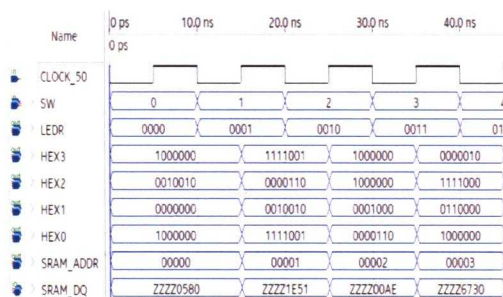 Name 0 ps 10.0 ns 20.0 ns 30.0 ns 40.0 ns
0 ps
CLOCK_50
SW 0 1 2 3 4
LEDR 0000 0001 0010 0011 01
HEX3 1000000 1111001 1000000 0000010
HEX2 0010010 0000110 1000000 1111000
HEX1 0000000 0010010 0001000 0110000
HEX0 1000000 1111001 0000110 1000000
SRAM_ADDR 00000 00001 00002 00003
SRAM_DQ ZZZZ0580 ZZZZ1E51 ZZZZ00AE ZZZZ6730